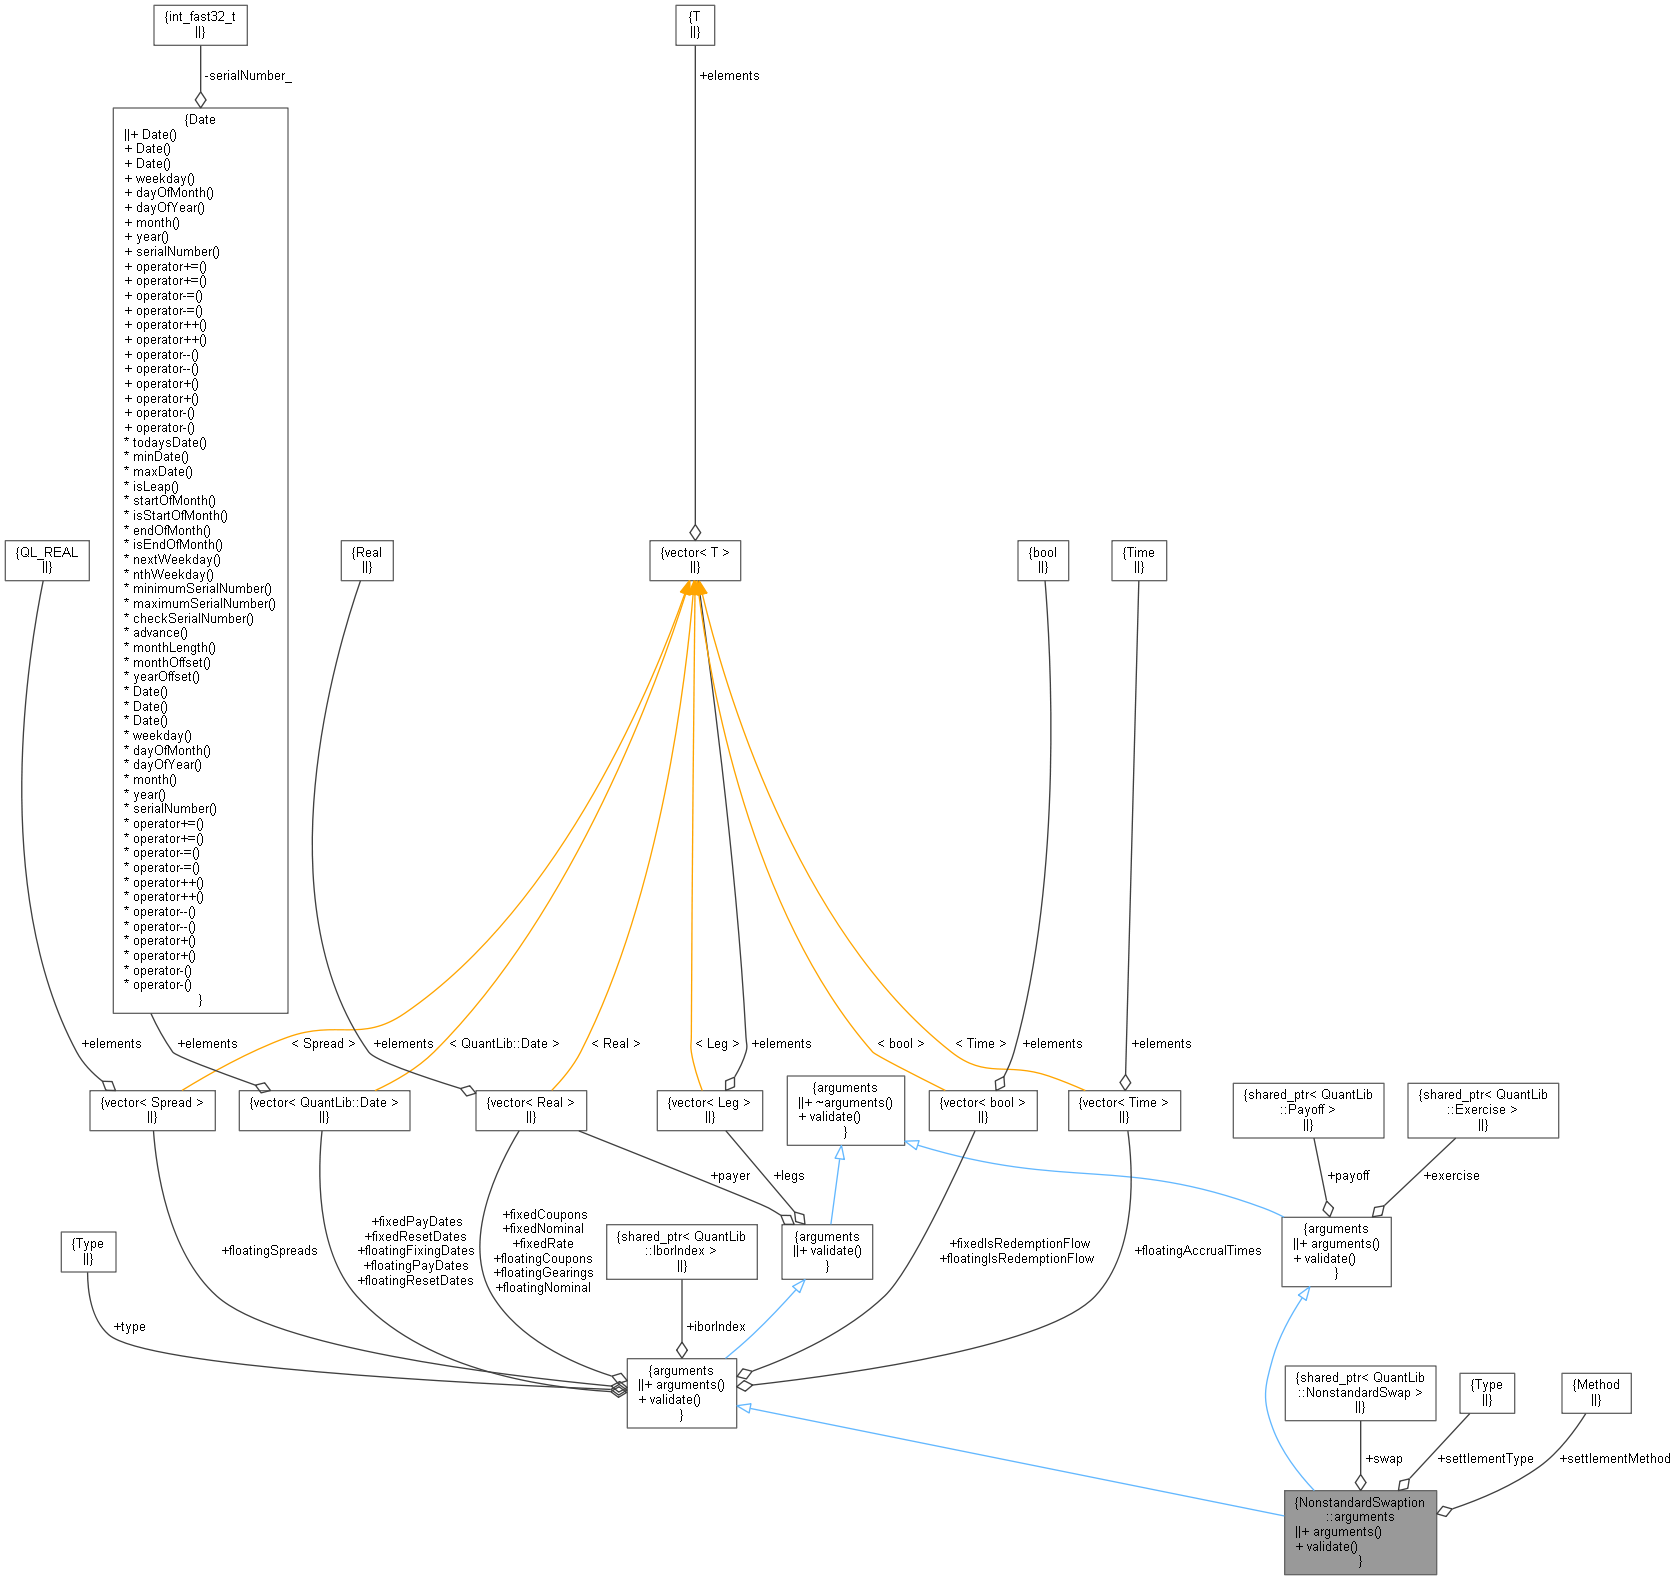 {int_fast32_t
||}
{T
||}
-serialNumber_
+elements
{Date
||+ Date()
+ Date()
+ Date()
+ weekday()
+ dayOfMonth()
+ dayOfYear()
+ month()
+ year()
+ serialNumber()
+ operator+=()
+ operator+=()
+ operator-=()
+ operator-=()
+ operator++()
+ operator++()
+ operator--()
+ operator--()
+ operator+()
+ operator+()
+ operator-()
+ operator-()
* todaysDate()
* minDate()
* maxDate()
* isLeap()
* startOfMonth()
* isStartOfMonth()
* endOfMonth()
* isEndOfMonth()
* nextWeekday()
* nthWeekday()
* minimumSerialNumber()
* maximumSerialNumber()
* checkSerialNumber()
* advance()
* monthLength()
* monthOffset()
* yearOffset()
* Date()
* Date()
* Date()
* weekday()
* dayOfMonth()
* dayOfYear()
* month()
* year()
* serialNumber()
* operator+=()
* operator+=()
* operator-=()
* operator-=()
* operator++()
* operator++()
* operator--()
* operator--()
* operator+()
* operator+()
* operator-()
* operator-()
}
{QL_REAL
||}
{Real
||}
{vector< T >
||}
{bool
||}
{Time
||}
+elements
+elements
< Spread >
+elements
< QuantLib::Date >
< Real >
< Leg >
+elements
< bool >
< Time >
+elements
+elements
{vector< Spread >
||}
{vector< QuantLib::Date >
||}
{vector< Real >
||}
{vector< Leg >
||}
{arguments
||+ ~arguments()
+ validate()
}
{vector< bool >
||}
{vector< Time >
||}
{shared_ptr< QuantLib
::Payoff >
||}
{shared_ptr< QuantLib
::Exercise >
||}
+payer
+legs
+payoff
+exercise
{Type
||}
+floatingSpreads
+fixedPayDates
+fixedResetDates
+floatingFixingDates
+floatingPayDates
+floatingResetDates
+fixedCoupons
+fixedNominal
+fixedRate
+floatingCoupons
+floatingGearings
+floatingNominal
{shared_ptr< QuantLib
::IborIndex >
||}
{arguments
||+ validate()
}
+fixedIsRedemptionFlow
+floatingIsRedemptionFlow
+floatingAccrualTimes
{arguments
||+ arguments()
+ validate()
}
+type
+iborIndex
{arguments
||+ arguments()
+ validate()
}
{shared_ptr< QuantLib
::NonstandardSwap >
||}
{Type
||}
{Method
||}
+swap
+settlementType
+settlementMethod
{NonstandardSwaption
::arguments
||+ arguments()
+ validate()
}